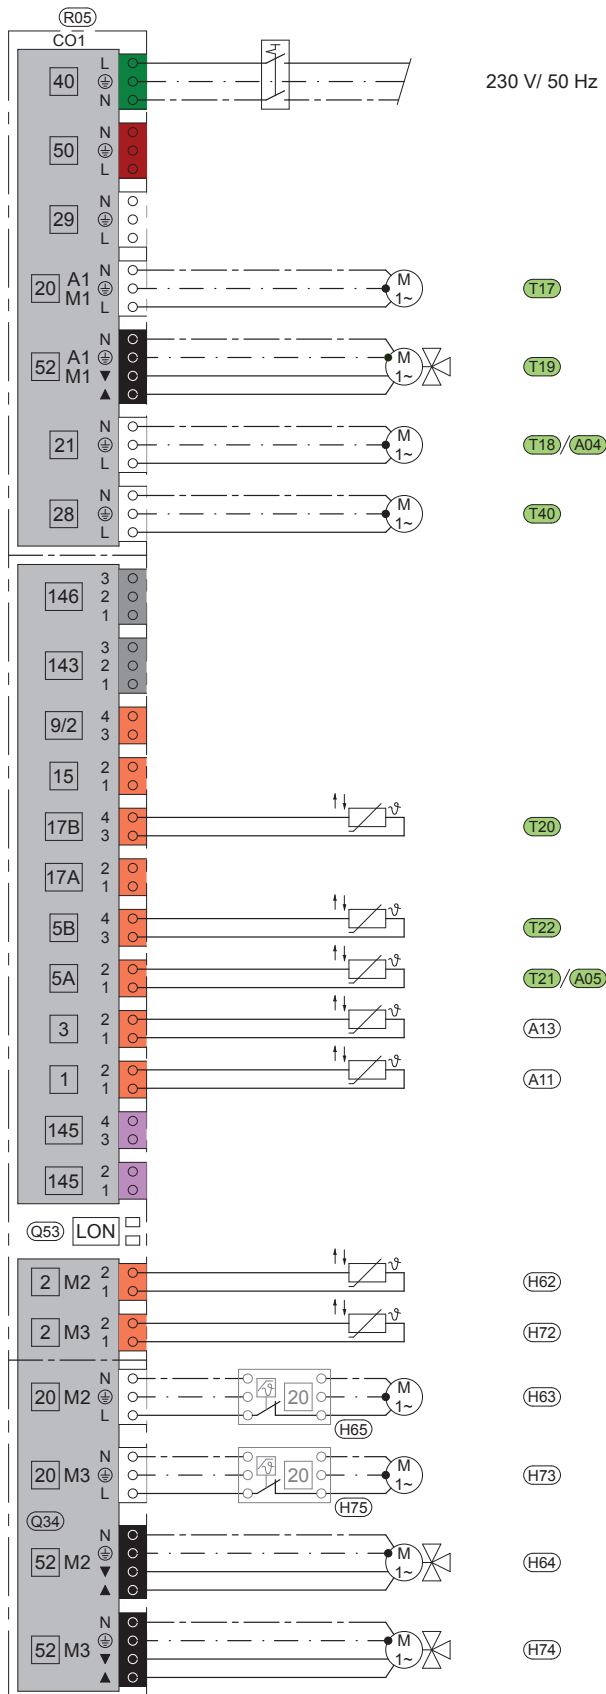 R05
CO1
L
40 230 V/ 50 Hz
N
N
50
L
N
29
L
N
20 A1 M 1~ T17
M1
L
N
52 A1 M 1~ T19
M1 ▼
▲
N
21 M 1~ T18/A04
L
N
28 M 1~ T40
L
3
146 2
1
3
143 2
1
9/2 4
3
15 2
1
17B 4 ϑ T20
3
17A 2
1
5B 4 ϑ T22
3
5A 2 ϑ T21/A05
1
3 2 ϑ A13
1
1 2 ϑ A11
1
145 4
3
145 2
1
Q53 LON
2 M2 2 ϑ H62
1
2 M3 2 ϑ H72
1
N
20 M2 ϑ 20 M 1~ H63
L
H65
N
20 M3 ϑ 20 M 1~ H73
L
H75
Q34
N
52 M2 M 1~ H64
▼
▲
N
52 M3 M 1~ H74
▼
▲